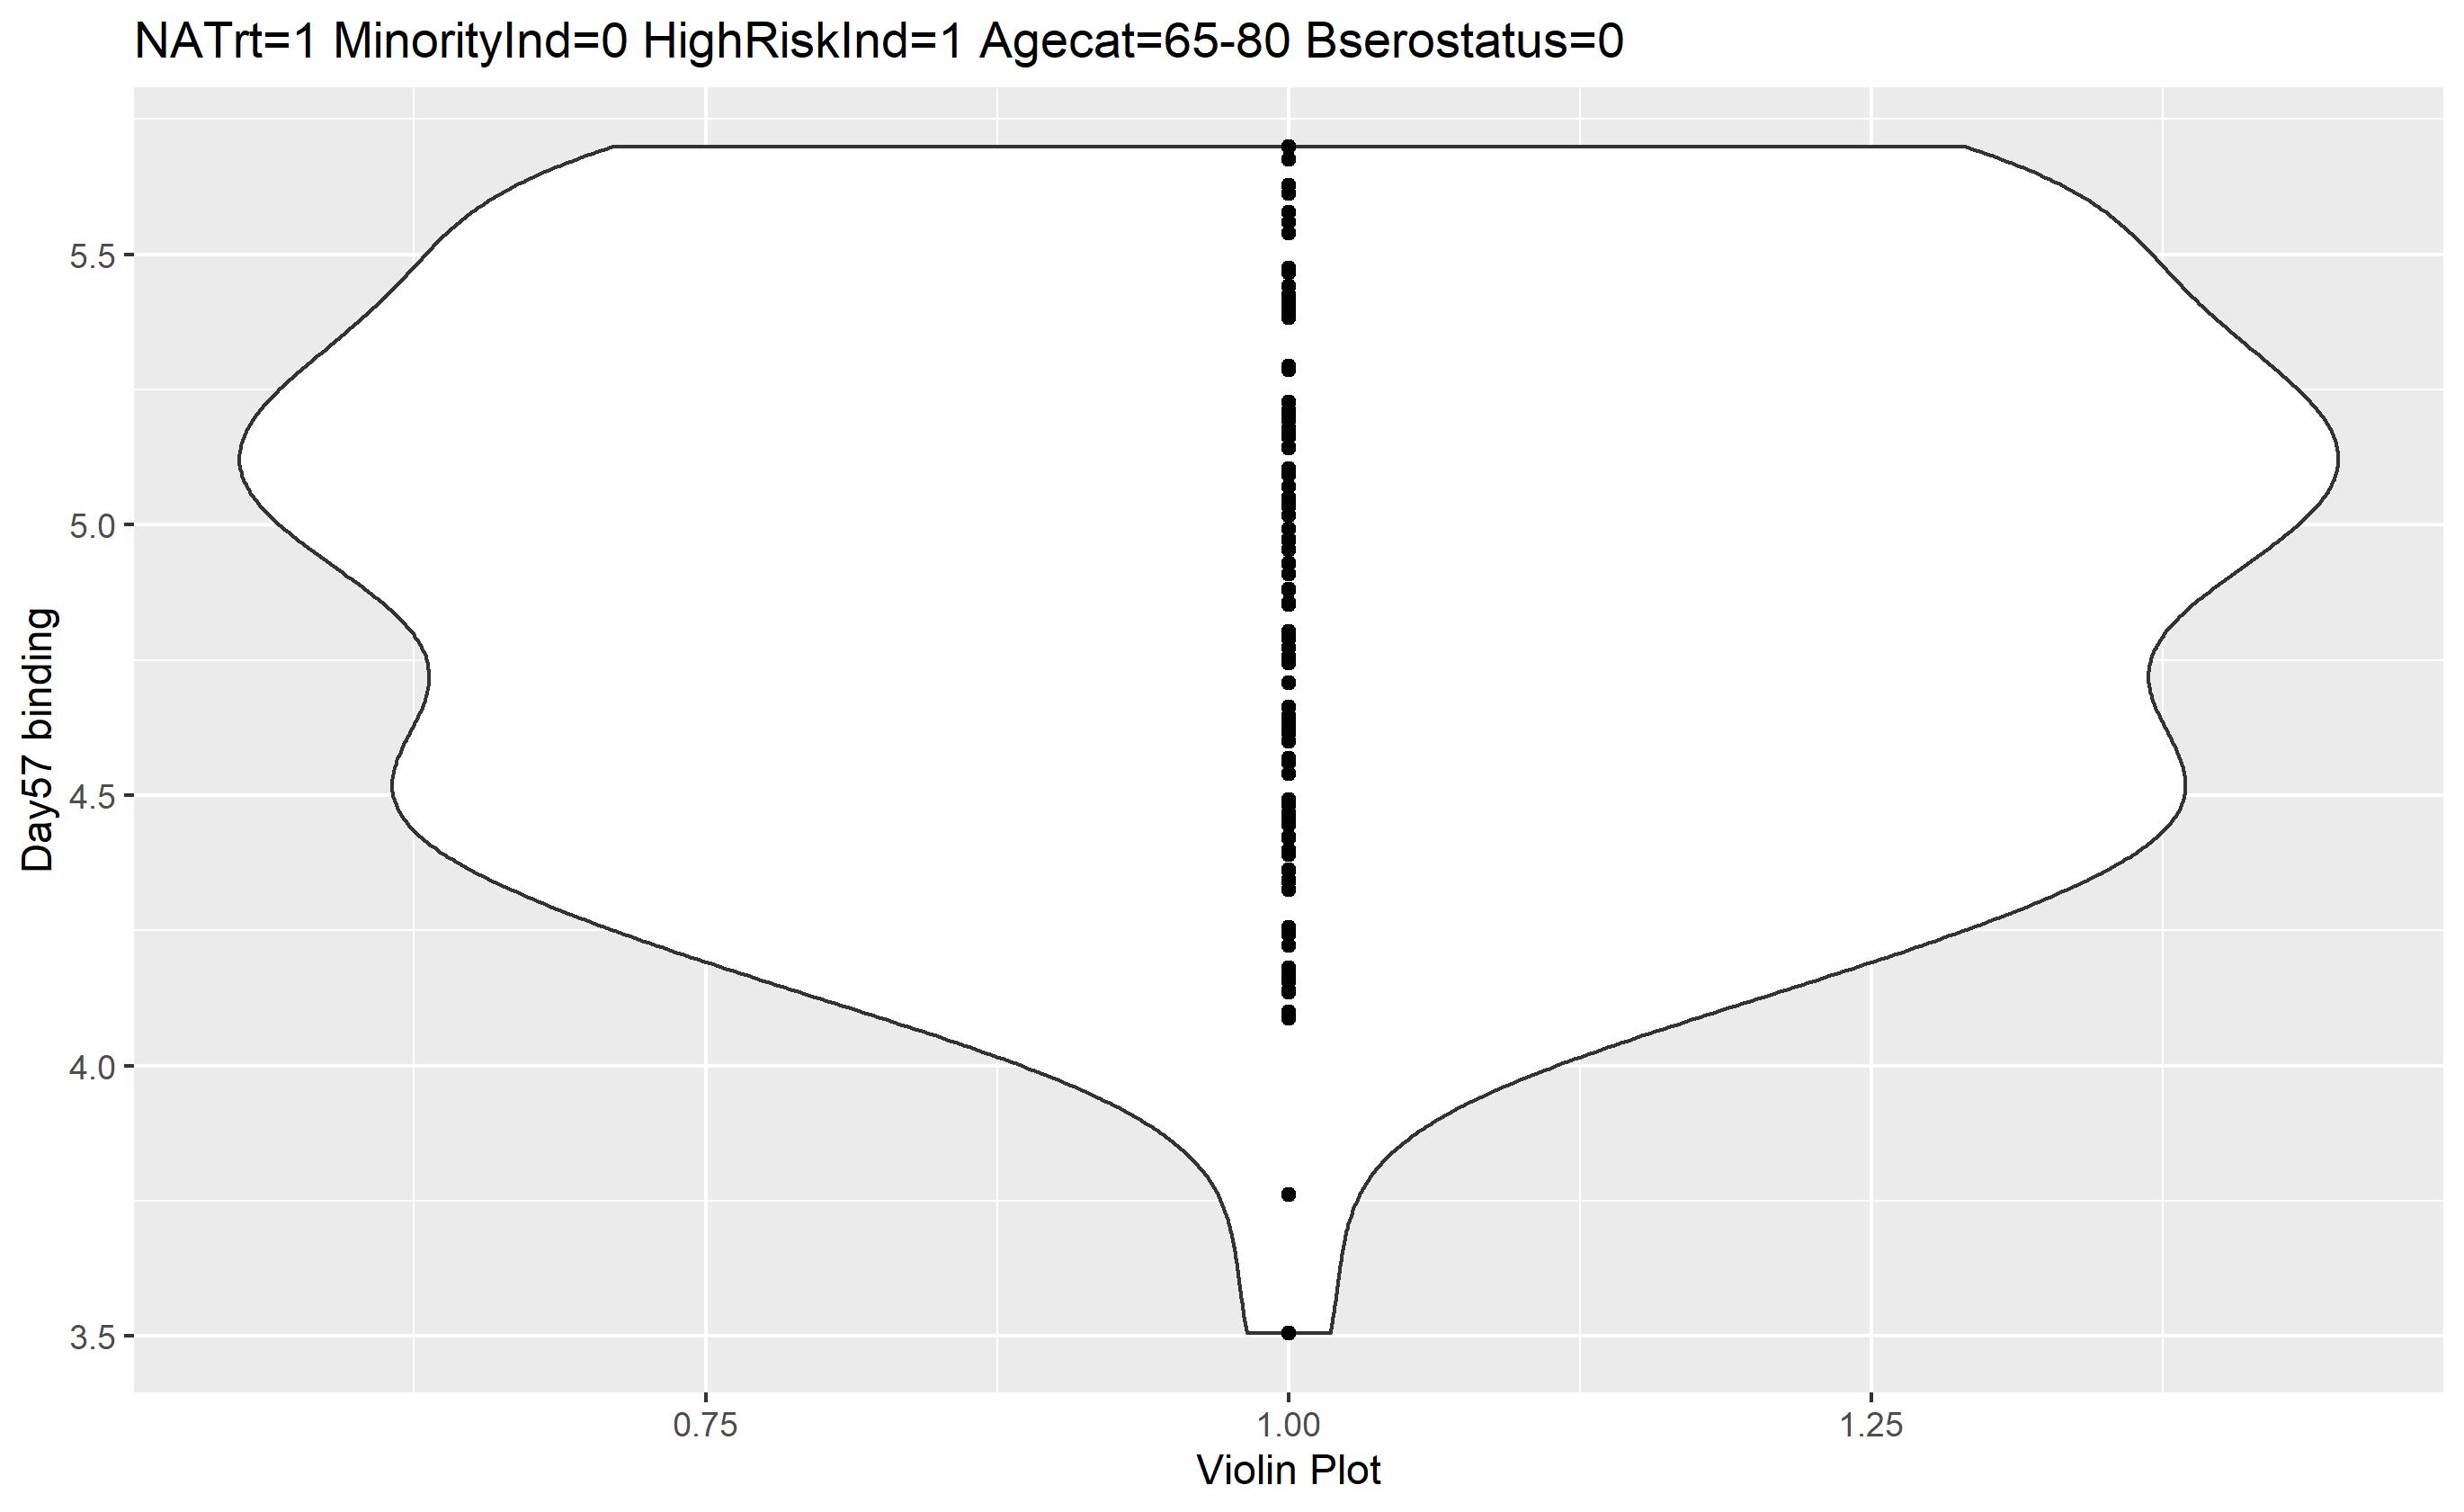 NATrt=1 MinorityInd=0 HighRiskInd=1 Agecat=65-80 Bserostatus=0
Day57 binding
5.5
5.0
4.5
4.0
3.5
0.75 1.00 1.25
Violin Plot